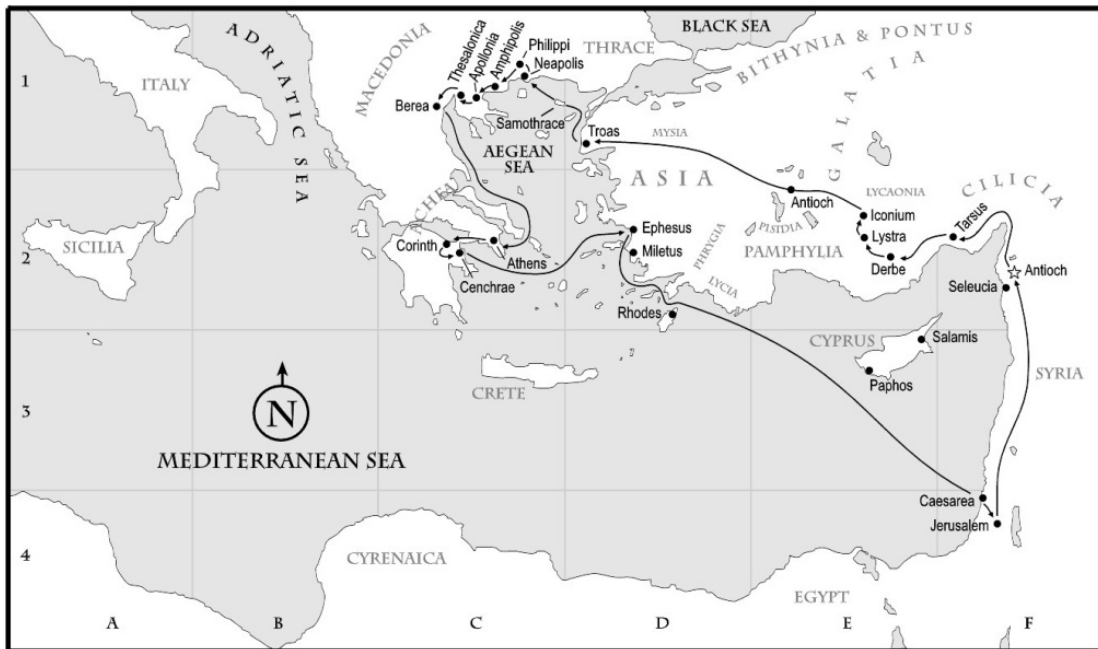 BLACK SEA
ADRIATIC SEA
ITALY
MACEDONIA
Thesalonica
Apollonia
Amphipolis
Philippi
Neapolis
THRACE
BITHYNIA & PONTUS
GALATIA
1
Berea
Samothrace
Troas
MYSIA
AEGEAN
SEA
ASIA
Antioch
LYCAONIA
CILICIA
ACHEA
PISIDIA
Iconium
Tarsus
SICILIA
Corinth
Athens
Ephesus
Lystra
2
Cenchrae
Miletus
PHRYGIA
PAMPHYLIA
Derbe
Antioch
LYCIA
Seleucia
Rhodes
CYPRUS
Salamis
CRETE
Paphos
SYRIA
3
N
MEDITERRANEAN SEA
Caesarea
Jerusalem
4
CYRENAICA
EGYPT
A
B
C
D
E
F